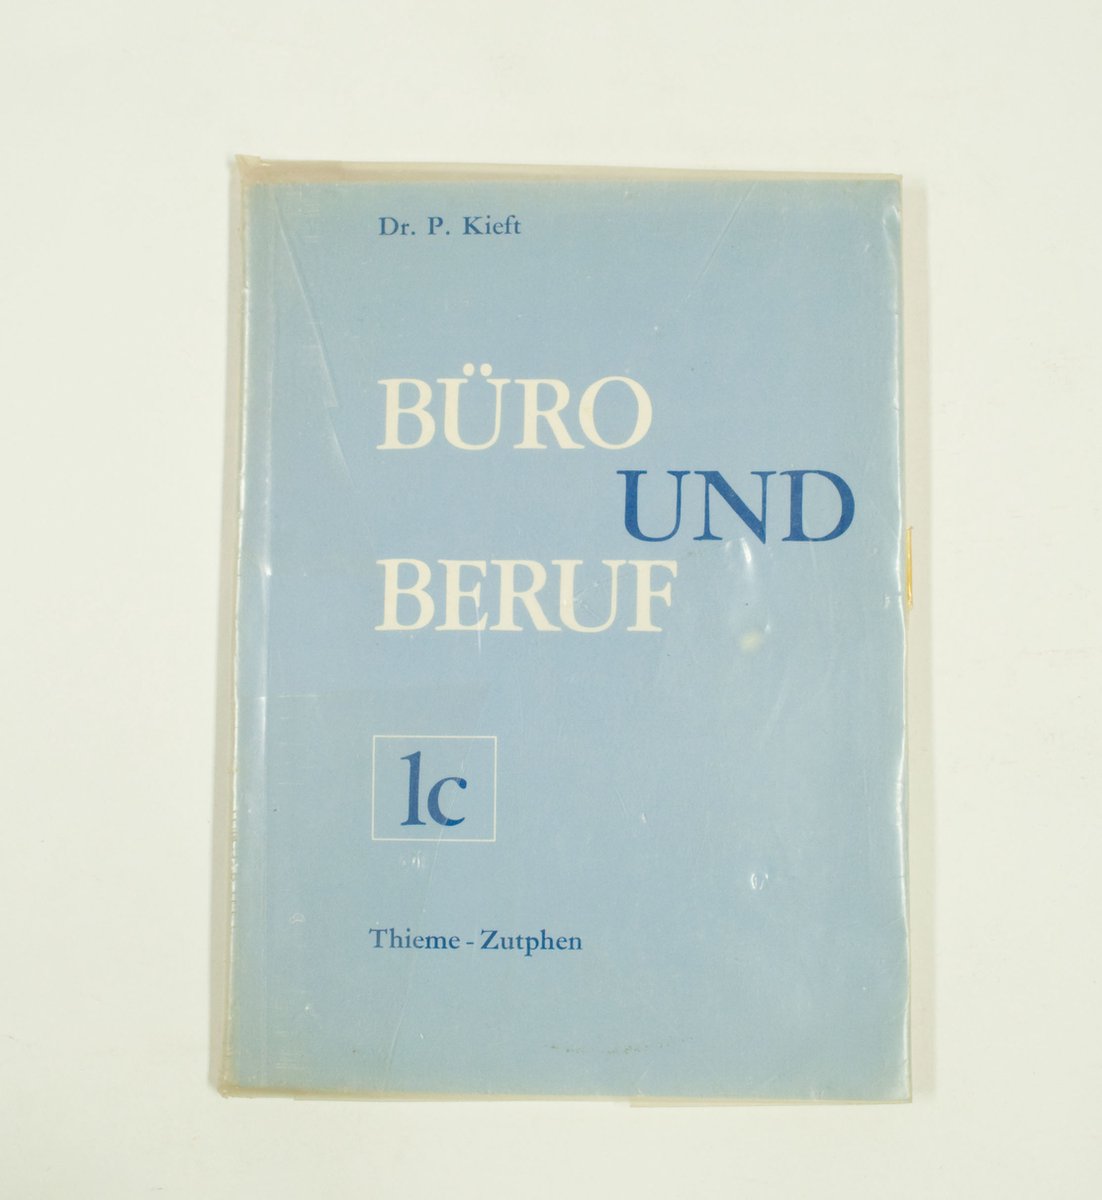 Dr. P. Kieft
BÜRO
UND
BERUF
1c
Thieme - Zutphen